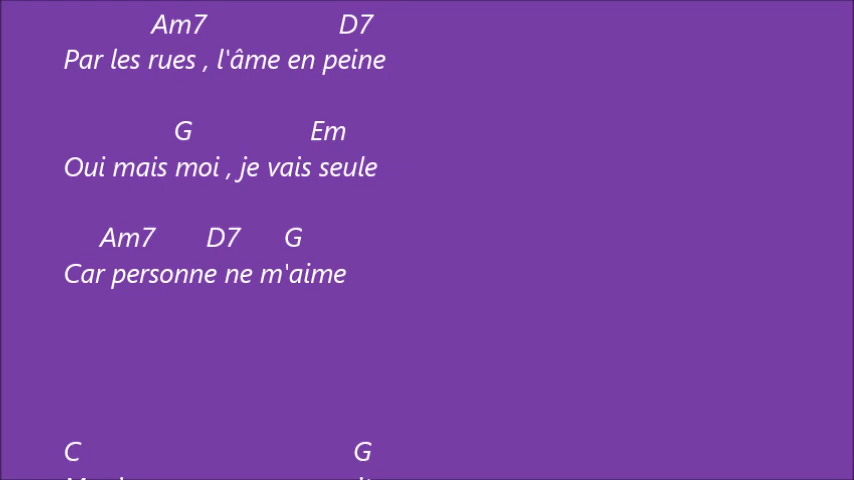 Am7 D7
Par les rues , l'âme en peine
G Em
Oui mais moi , je vais seule
Am7 D7 G
Car personne ne m'aime
C G